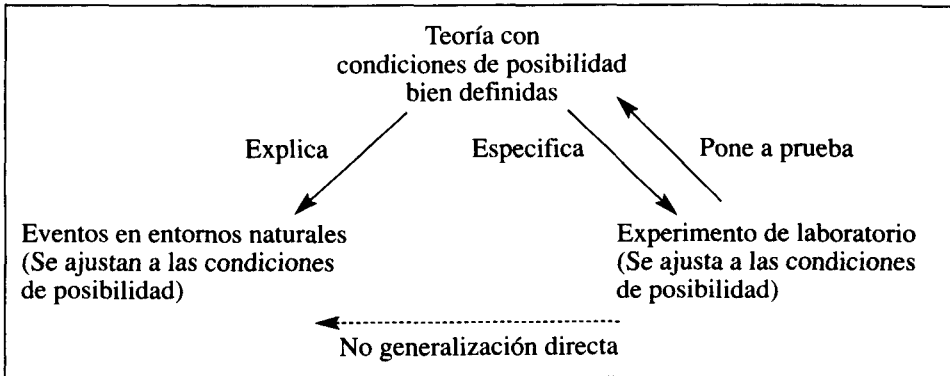 Teoría con
condiciones de posibilidad
bien definidas
Explica
Especifica
Pone a prueba
Eventos en entornos naturales
(Se ajustan a las condiciones
de posibilidad)
Experimento de laboratorio
(Se ajusta a las condiciones
de posibilidad)
No generalización directa